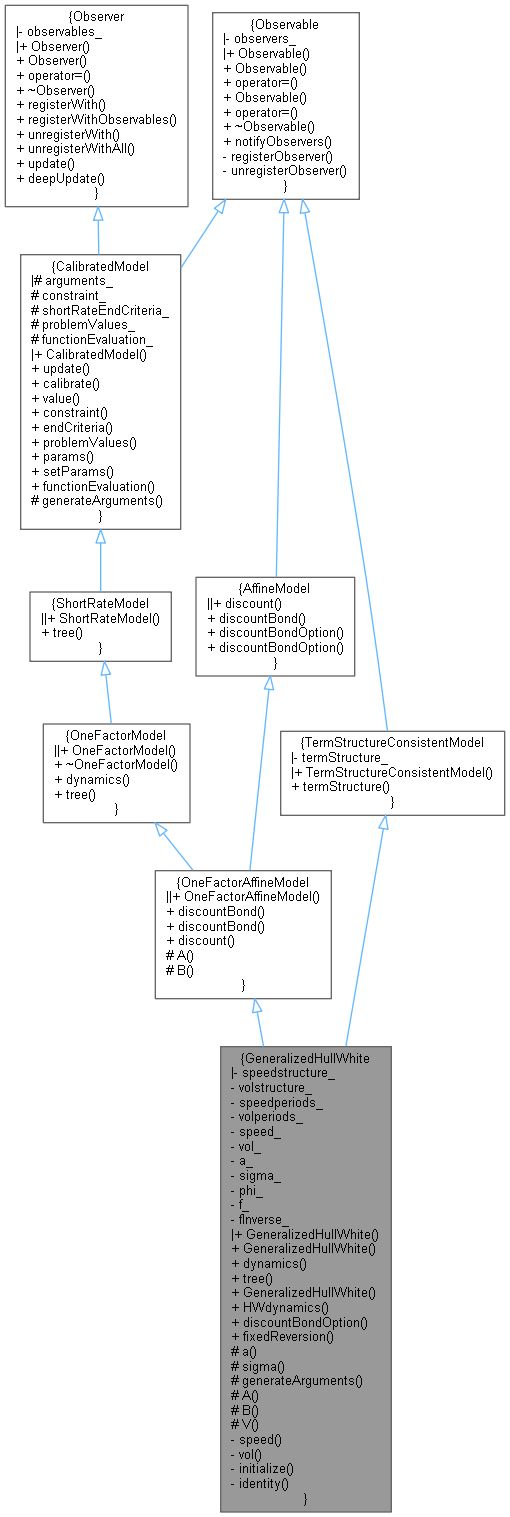 {Observer
|- observables_
|+ Observer()
+ Observer()
+ operator=()
+ ~Observer()
+ registerWith()
+ registerWithObservables()
+ unregisterWith()
+ unregisterWithAll()
+ update()
+ deepUpdate()
}
{Observable
|- observers_
|+ Observable()
+ Observable()
+ operator=()
+ Observable()
+ operator=()
+ ~Observable()
+ notifyObservers()
- registerObserver()
- unregisterObserver()
}
{CalibratedModel
|# arguments_
# constraint_
# shortRateEndCriteria_
# problemValues_
# functionEvaluation_
|+ CalibratedModel()
+ update()
+ calibrate()
+ value()
+ constraint()
+ endCriteria()
+ problemValues()
+ params()
+ setParams()
+ functionEvaluation()
# generateArguments()
}
{ShortRateModel
||+ ShortRateModel()
+ tree()
}
{AffineModel
||+ discount()
+ discountBond()
+ discountBondOption()
+ discountBondOption()
}
{OneFactorModel
||+ OneFactorModel()
+ ~OneFactorModel()
+ dynamics()
+ tree()
}
{TermStructureConsistentModel
|- termStructure_
|+ TermStructureConsistentModel()
+ termStructure()
}
{OneFactorAffineModel
||+ OneFactorAffineModel()
+ discountBond()
+ discountBond()
+ discount()
# A()
# B()
}
{GeneralizedHullWhite
|- speedstructure_
- volstructure_
- speedperiods_
- volperiods_
- speed_
- vol_
- a_
- sigma_
- phi_
- f_
- fInverse_
|+ GeneralizedHullWhite()
+ GeneralizedHullWhite()
+ dynamics()
+ tree()
+ GeneralizedHullWhite()
+ HWdynamics()
+ discountBondOption()
+ fixedReversion()
# a()
# sigma()
# generateArguments()
# A()
# B()
# V()
- speed()
- vol()
- initialize()
- identity()
}